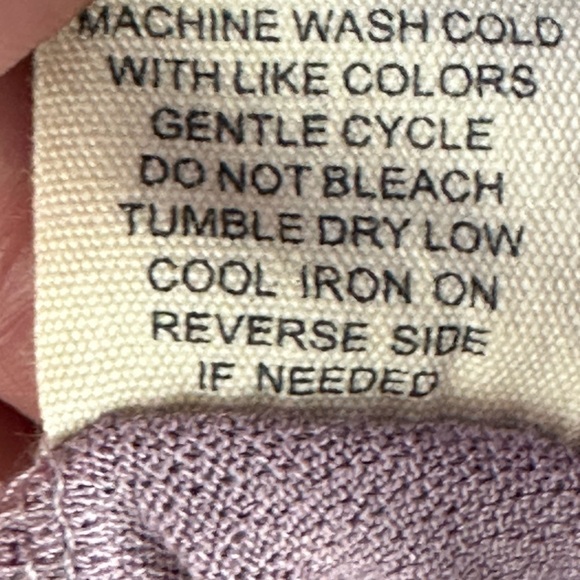 MACHINE WASH COLD
WITH LIKE COLORS
GENTLE CYCLE
DO NOT BLEACH
TUMBLE DRY LOW
COOL IRON ON
REVERSE SIDE
IF NEEDED